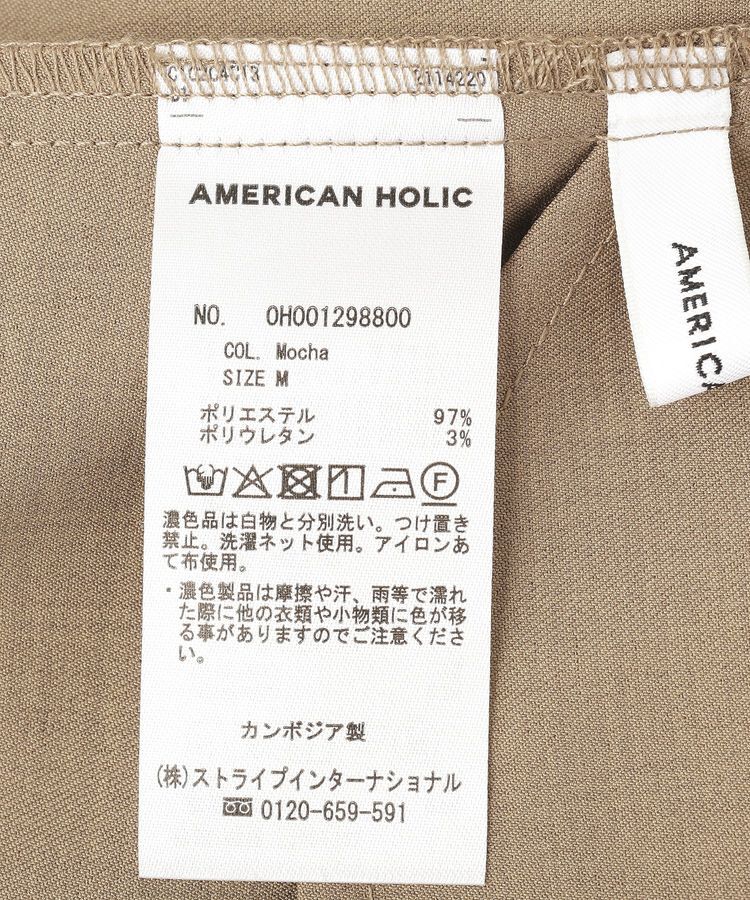 2114220
AMERICAN HOLIC
NO. 0H001298800
COL. Mocha
SIZE M
ポリエステル 97%
ポリウレタン 3%
F
濃色品は白物と分別洗い。つけ置き
禁止。洗濯ネット使用。アイロンあ
て布使用。
・濃色製品は摩擦や汗、雨等で濡れ
た際に他の衣類や小物類に色が移
る事がありますのでご注意くださ
い。
カンボジア製
(株)ストライプインターナショナル
0120-659-591
AMERICA